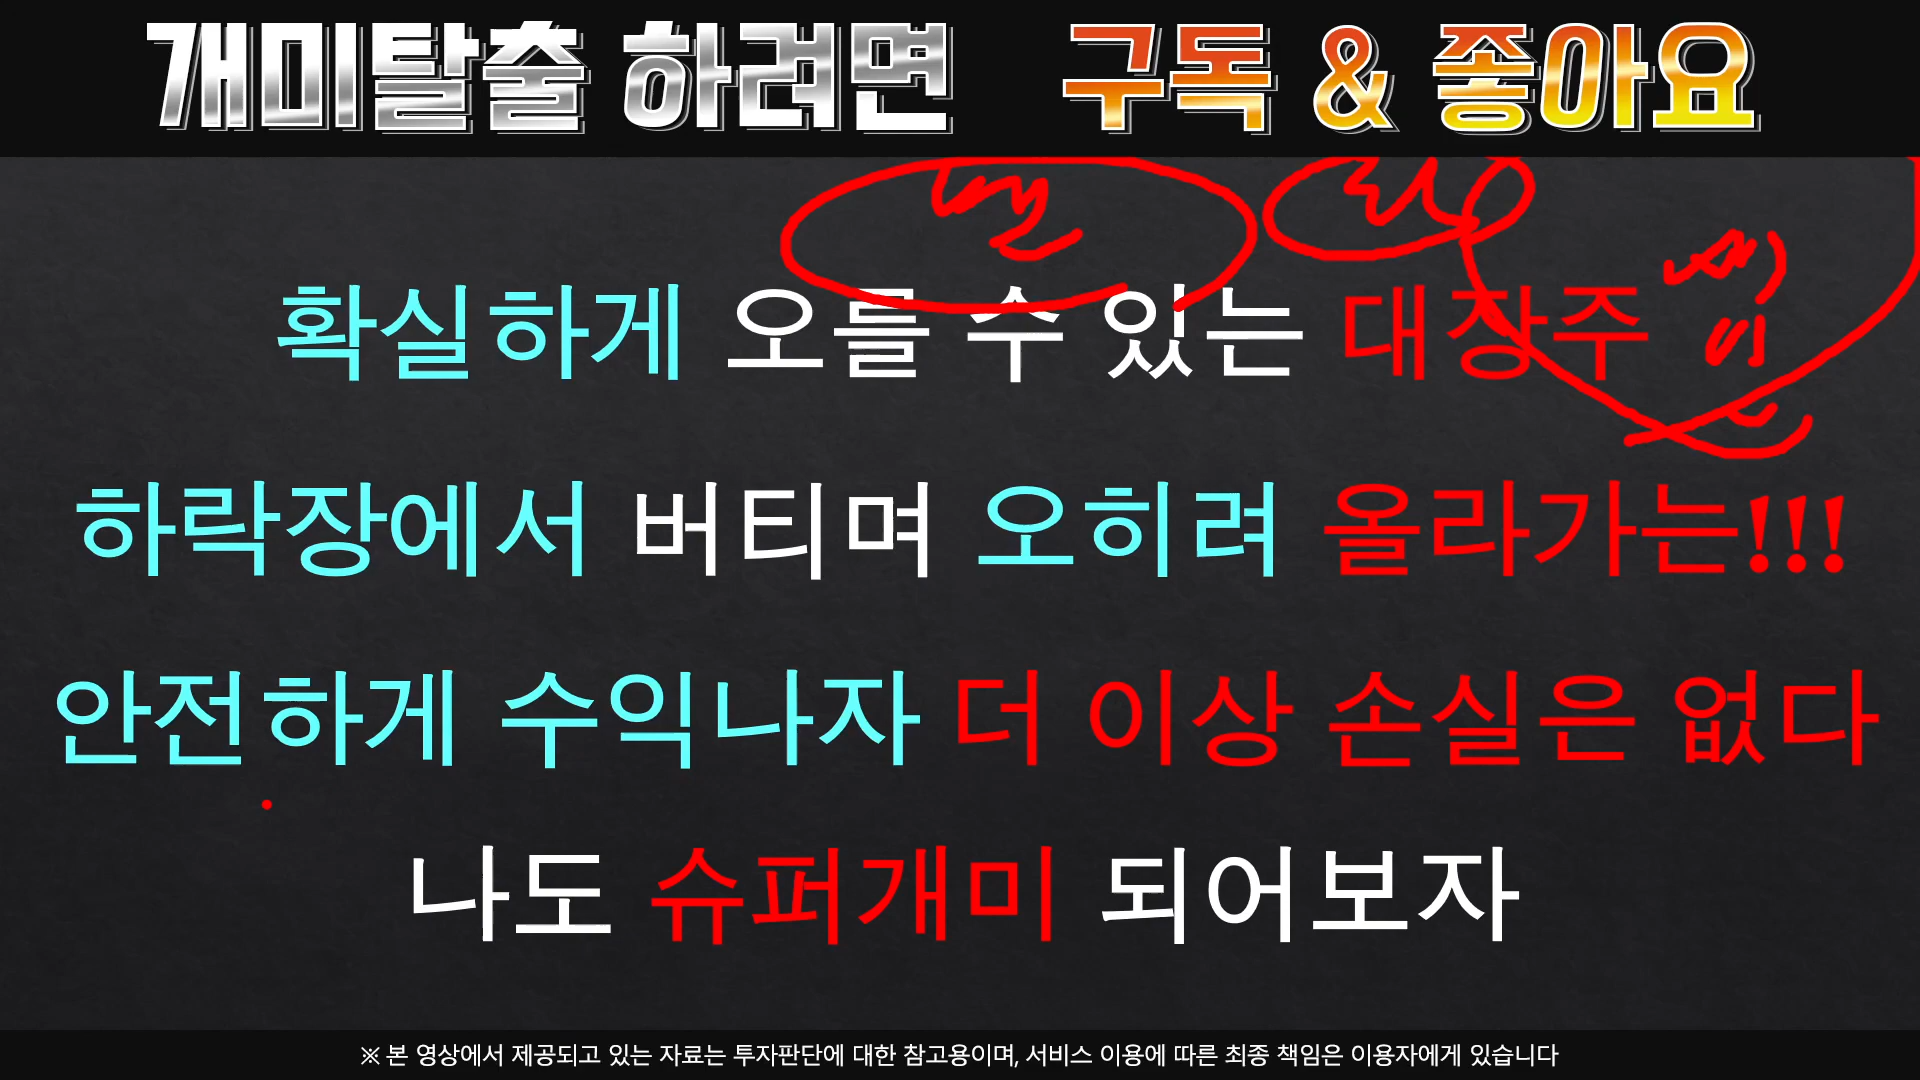 개미탈출 하려면 구독 & 좋아요
확실하게 오를 수 있는 대장주
하락장에서 버티며 오히려 올라가는!!!
안전하게 수익나자 더 이상 손실은 없다
나도 슈퍼개미 되어보자
※ 본 영상에서 제공되고 있는 자료는 투자판단에 대한 참고용이며, 서비스 이용에 따른 최종 책임은 이용자에게 있습니다